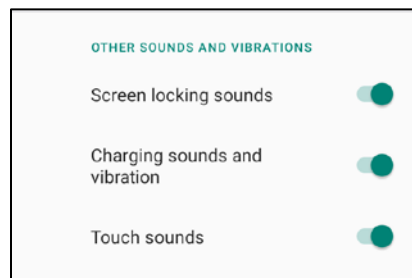 OTHER SOUNDS AND VIBRATIONS
Screen locking sounds
Charging sounds and
vibration
Touch sounds